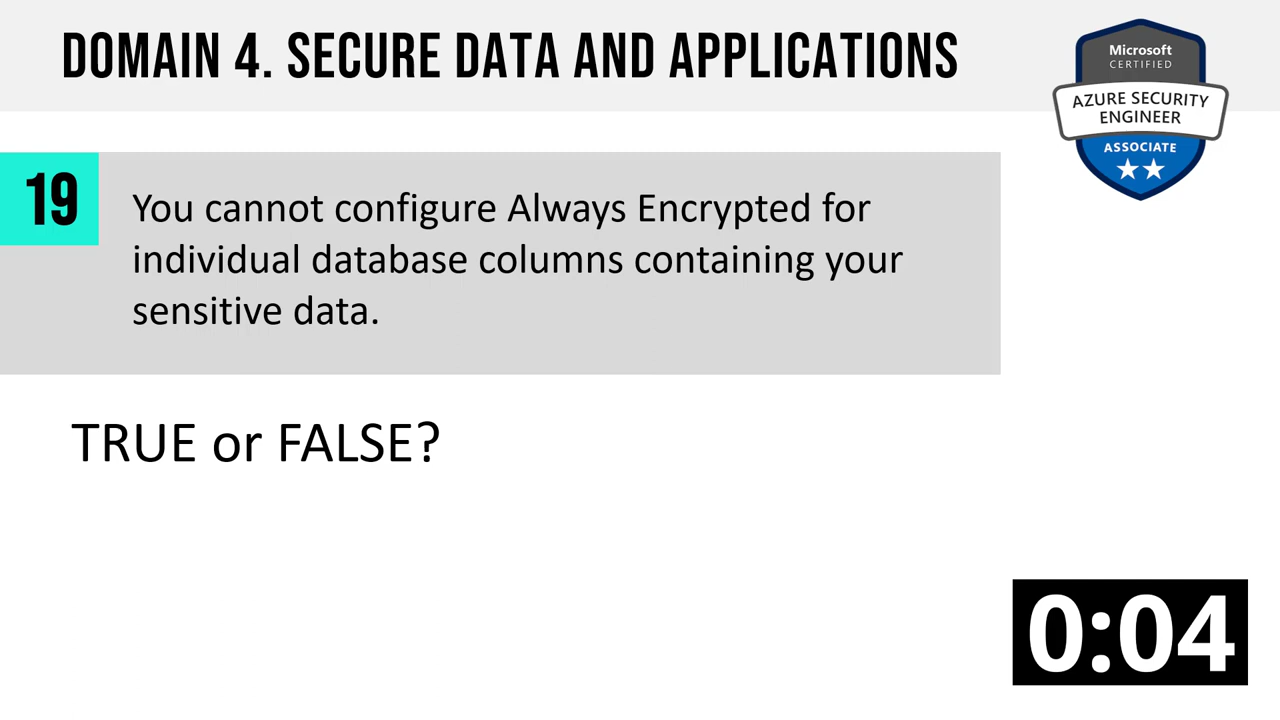 DOMAIN 4. SECURE DATA AND APPLICATIONS
Microsoft
CERTIFIED
AZURE SECURITY
ENGINEER
ASSOCIATE
19
You cannot configure Always Encrypted for
individual database columns containing your
sensitive data.
TRUE or FALSE?
0:04